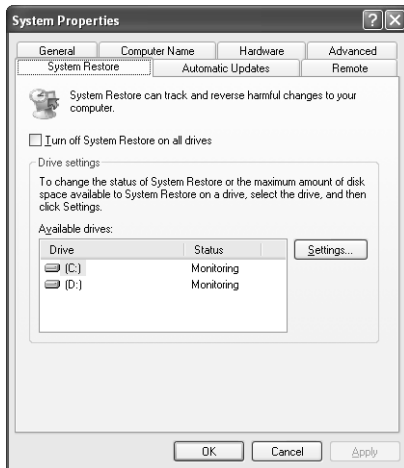 System Properties
General Computer Name Hardware Advanced
System Restore Automatic Updates Remote
System Restore can track and reverse harmful changes to your
computer.
Turn off System Restore on all drives
Drive settings
To change the status of System Restore or the maximum amount of disk
space available to System Restore on a drive, select the drive, and then
click Settings.
Available drives:
Drive Status
(C:) Monitoring
(D:) Monitoring
Settings...
OK Cancel Apply